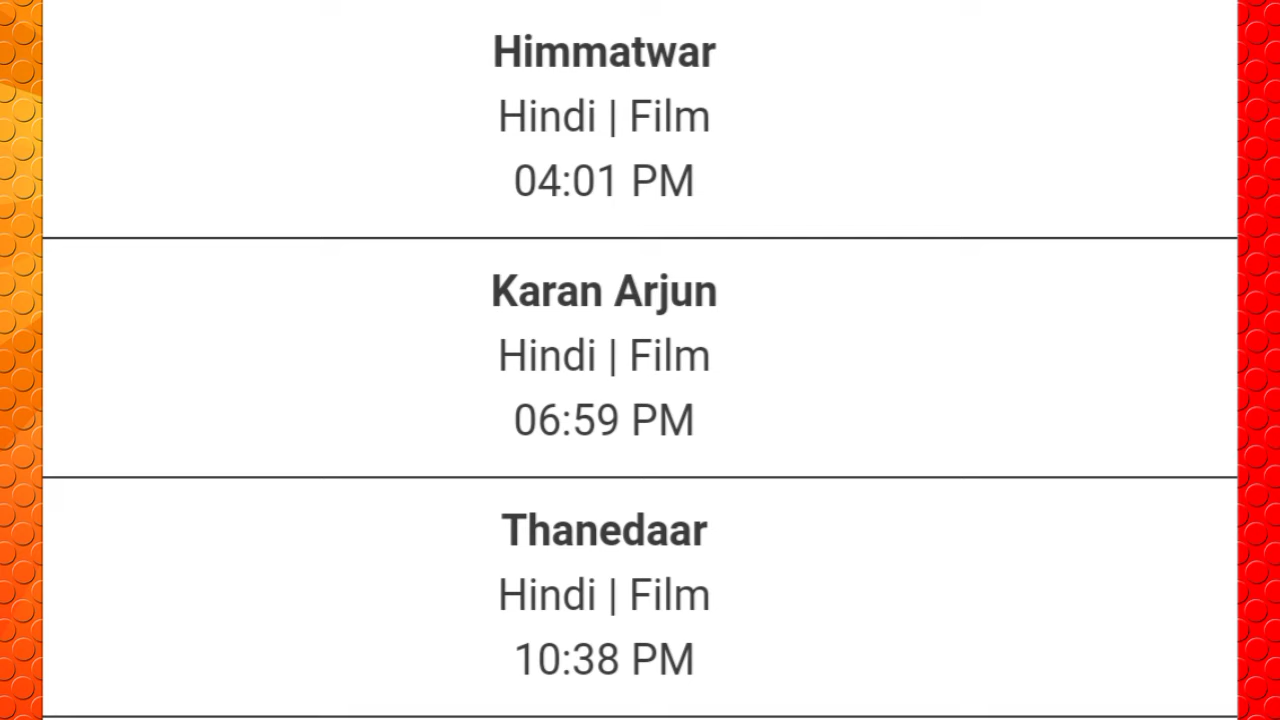 Himmatwar
Hindi | Film
04:01 PM
Karan Arjun
Hindi | Film
06:59 PM
Thanedaar
Hindi | Film
10:38 PM